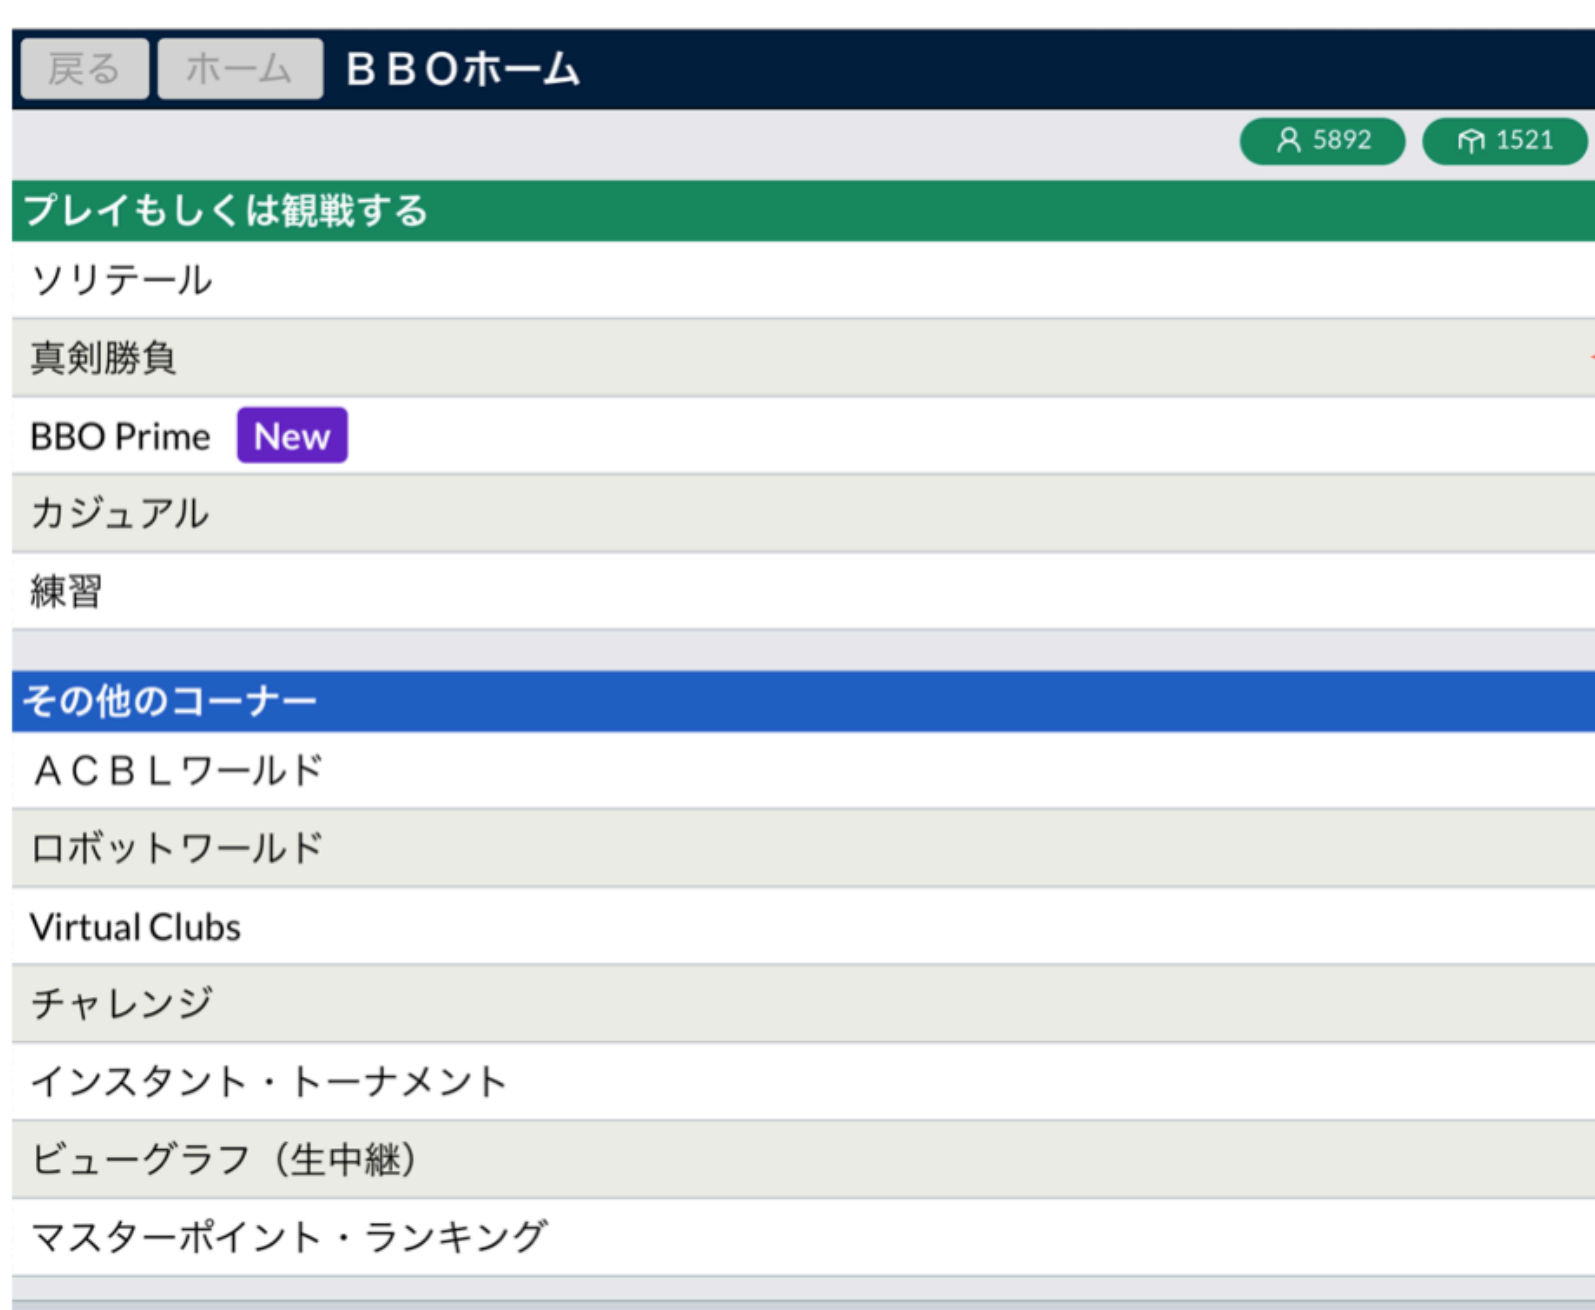 戻る ホーム ＢＢＯホーム
5892 1521
プレイもしくは観戦する
ソリテール
真剣勝負
BBO Prime New
カジュアル
練習
その他のコーナー
ＡＣＢＬワールド
ロボットワールド
Virtual Clubs
チャレンジ
インスタント・トーナメント
ビューグラフ（生中継）
マスターポイント・ランキング